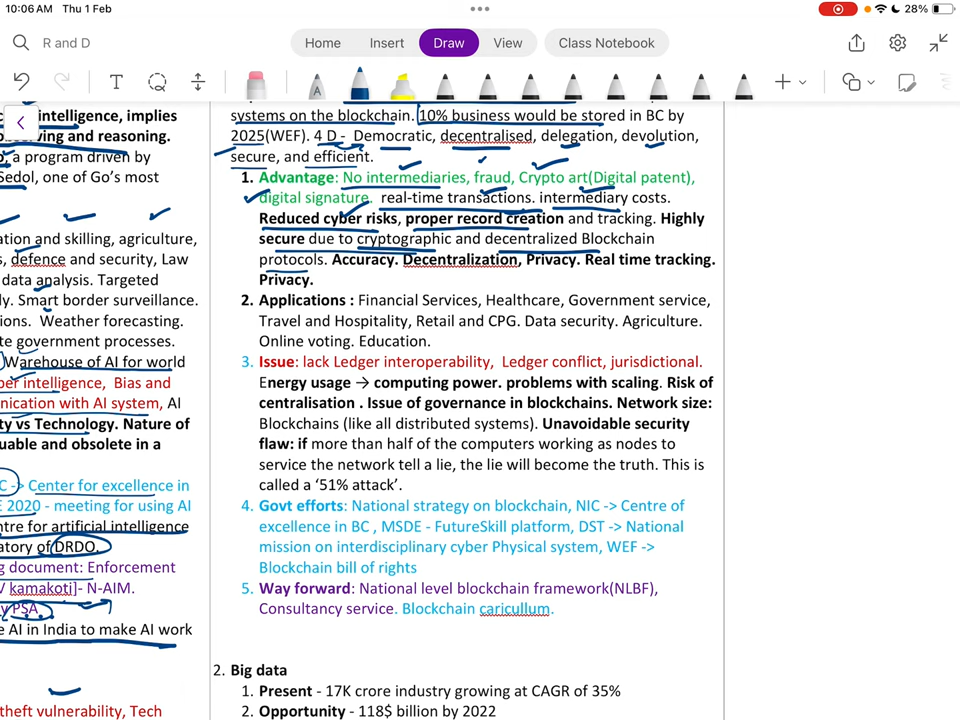 10:06 AM Thu 1 Feb
28%
R and D
Home Insert Draw View Class Notebook
T
A
intelligence, implies
ving and reasoning.
a program driven by
Sedol, one of Go's most
ation and skilling, agriculture,
defence and security, Law
data analysis. Targeted
ly. Smart border surveillance.
ions. Weather forecasting.
te government processes.
Warehouse of AI for world
er intelligence, Bias and
nication with AI system, AI
ty vs Technology. Nature of
uable and obsolete in a
C -> Center for excellence in
E 2020 - meeting for using AI
ntre for artificial intelligence
atory of DRDO.
g document: Enforcement
V kamakoti]- N-AIM.
y PSA.
e AI in India to make AI work
theft vulnerability, Tech
systems on the blockchain. 10% business would be stored in BC by
2025(WEF). 4 D - Democratic, decentralised, delegation, devolution,
secure, and efficient.
1. Advantage: No intermediaries, fraud, Crypto art(Digital patent),
digital signature. real-time transactions. intermediary costs.
Reduced cyber risks, proper record creation and tracking. Highly
secure due to cryptographic and decentralized Blockchain
protocols. Accuracy. Decentralization, Privacy. Real time tracking.
Privacy.
2. Applications : Financial Services, Healthcare, Government service,
Travel and Hospitality, Retail and CPG. Data security. Agriculture.
Online voting. Education.
3. Issue: lack Ledger interoperability, Ledger conflict, jurisdictional.
Energy usage → computing power. problems with scaling. Risk of
centralisation . Issue of governance in blockchains. Network size:
Blockchains (like all distributed systems). Unavoidable security
flaw: if more than half of the computers working as nodes to
service the network tell a lie, the lie will become the truth. This is
called a '51% attack'.
4. Govt efforts: National strategy on blockchain, NIC -> Centre of
excellence in BC , MSDE - FutureSkill platform, DST -> National
mission on interdisciplinary cyber Physical system, WEF ->
Blockchain bill of rights
5. Way forward: National level blockchain framework(NLBF),
Consultancy service. Blockchain caricullum.
2. Big data
1. Present - 17K crore industry growing at CAGR of 35%
2. Opportunity - 118$ billion by 2022